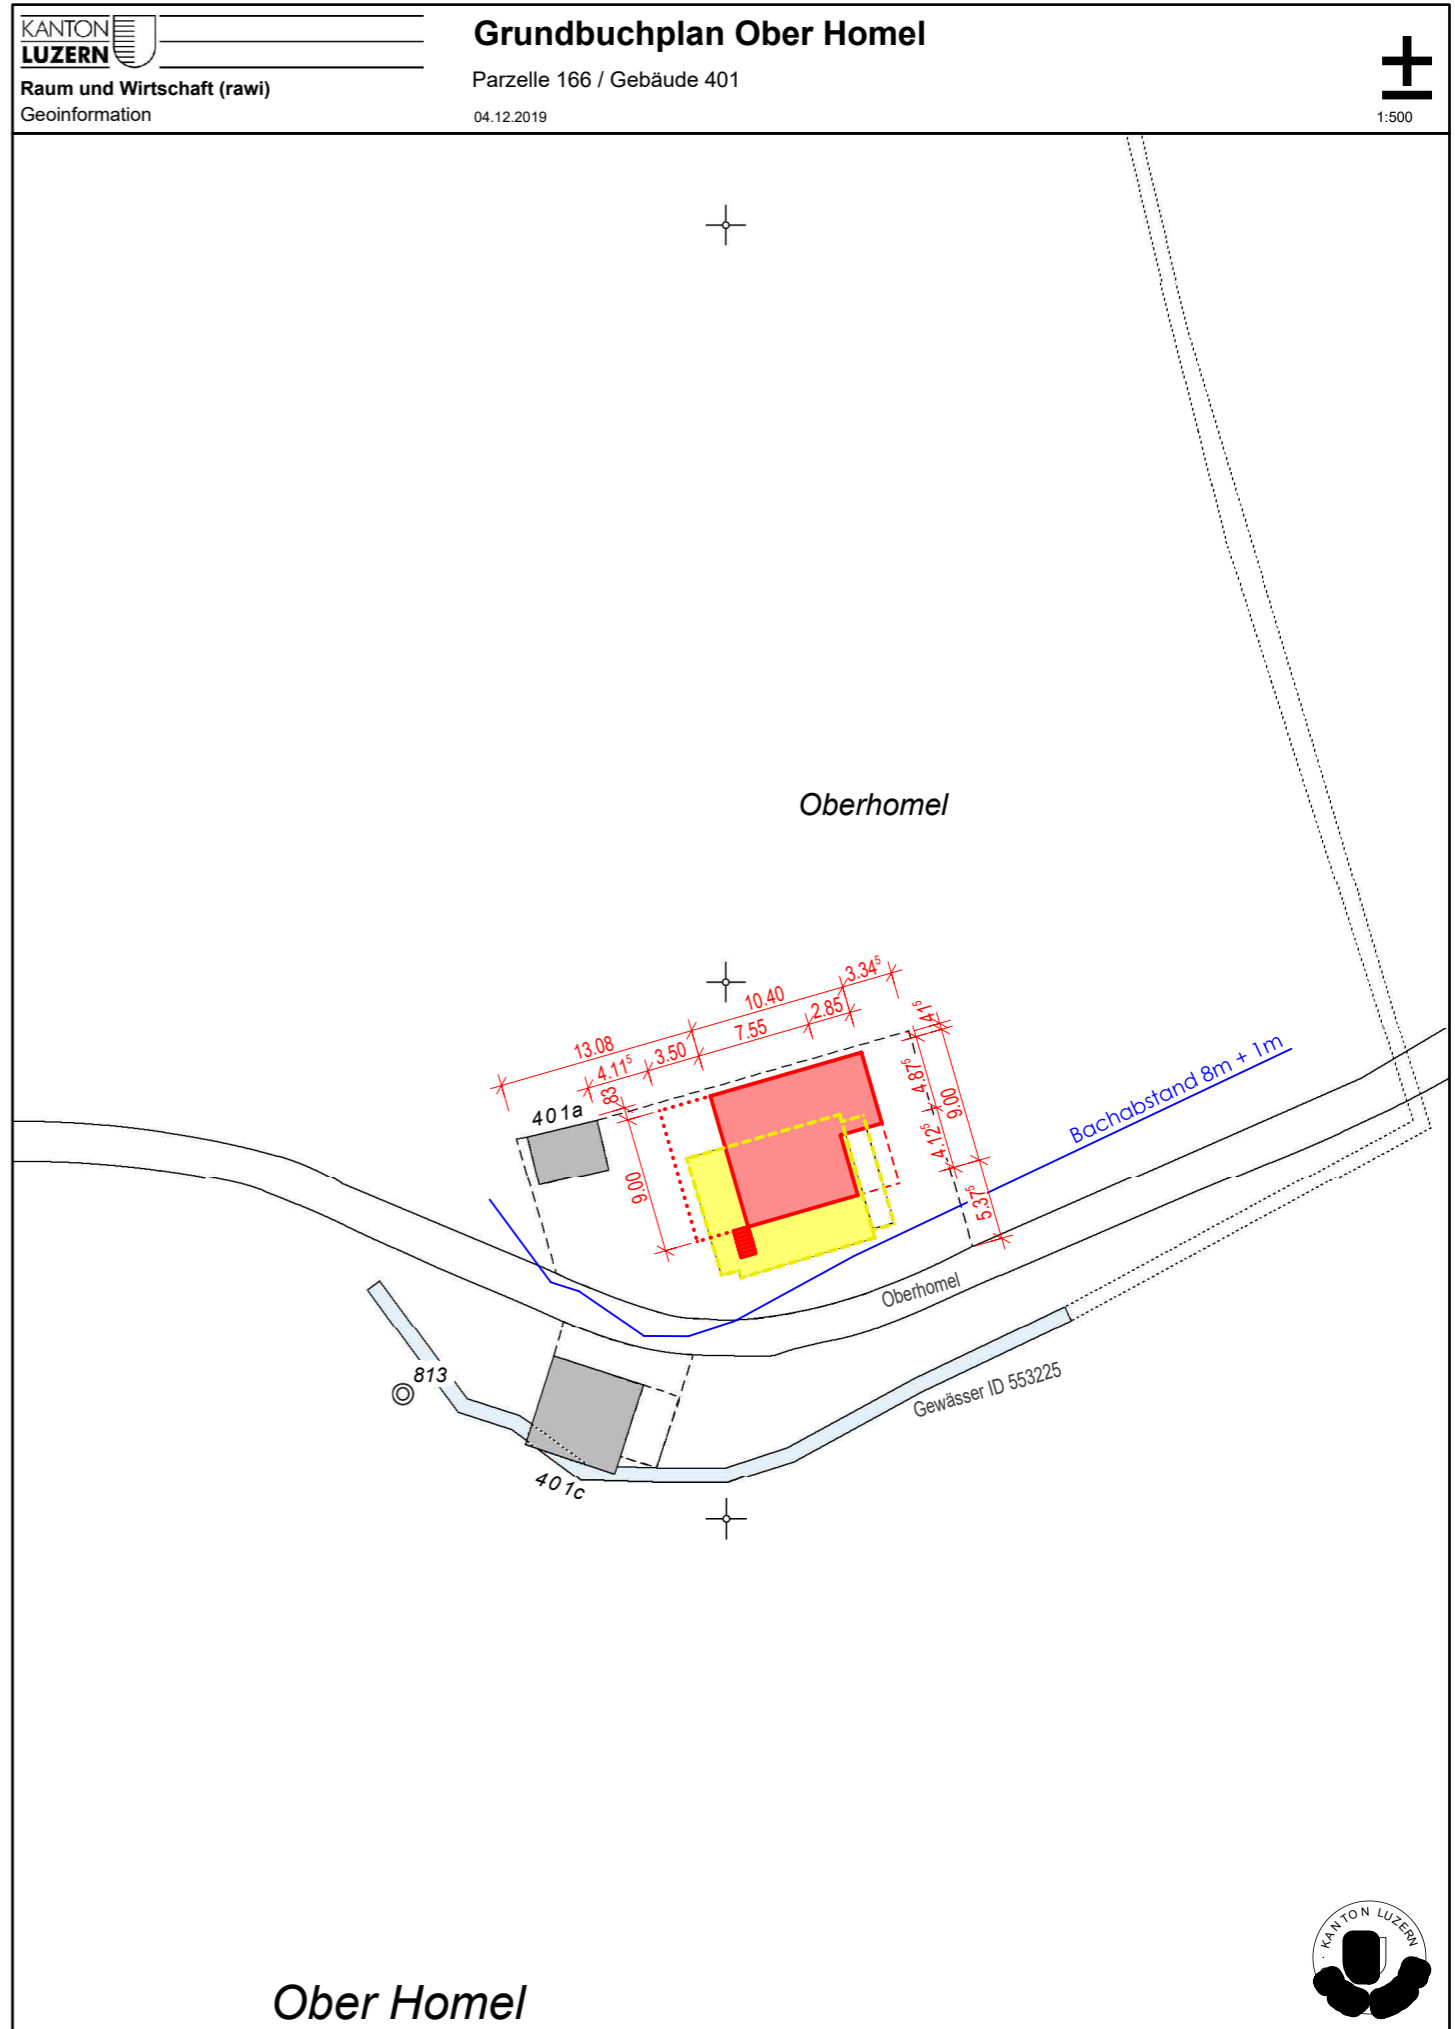 KANTON
LUZERN
Raum und Wirtschaft (rawi)
Geoinformation
Grundbuchplan Ober Homel
Parzelle 166 / Gebäude 401
04.12.2019
1:500
Oberhomel
3.34⁵
10.40
2.85
7.55
13.08
3.50
4.11⁵
83
41⁵
4.87⁵
9.00
4.12⁵
5.37⁵
9.00
401a
Bachabstand 8m + 1m
Oberhomel
813
Gewässer ID 553225
401c
KANTON LUZERN
Ober Homel